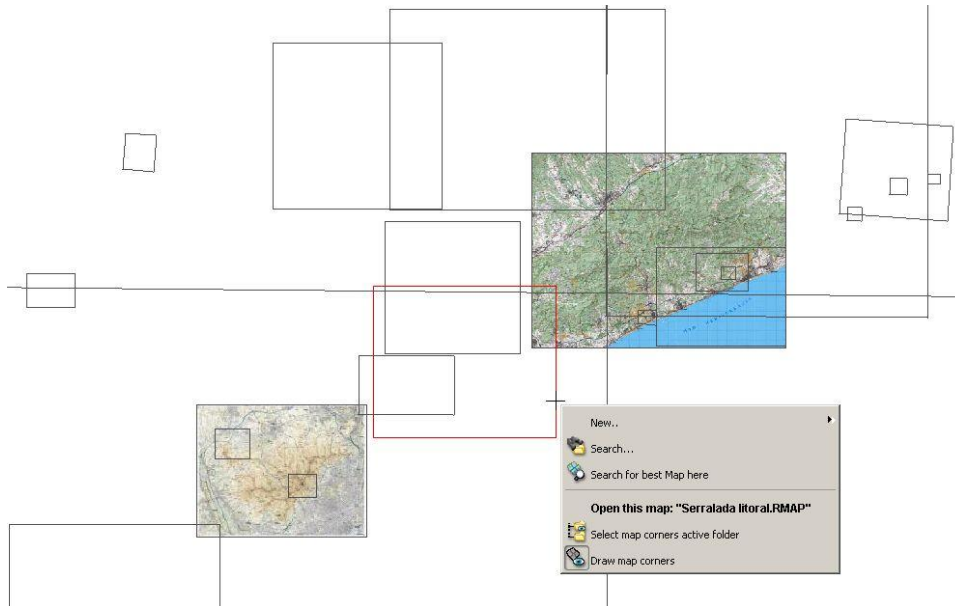 New..
Search...
Search for best Map here
Open this map: "Serralada litoral.RMAP"
Select map corners active folder
Draw map corners